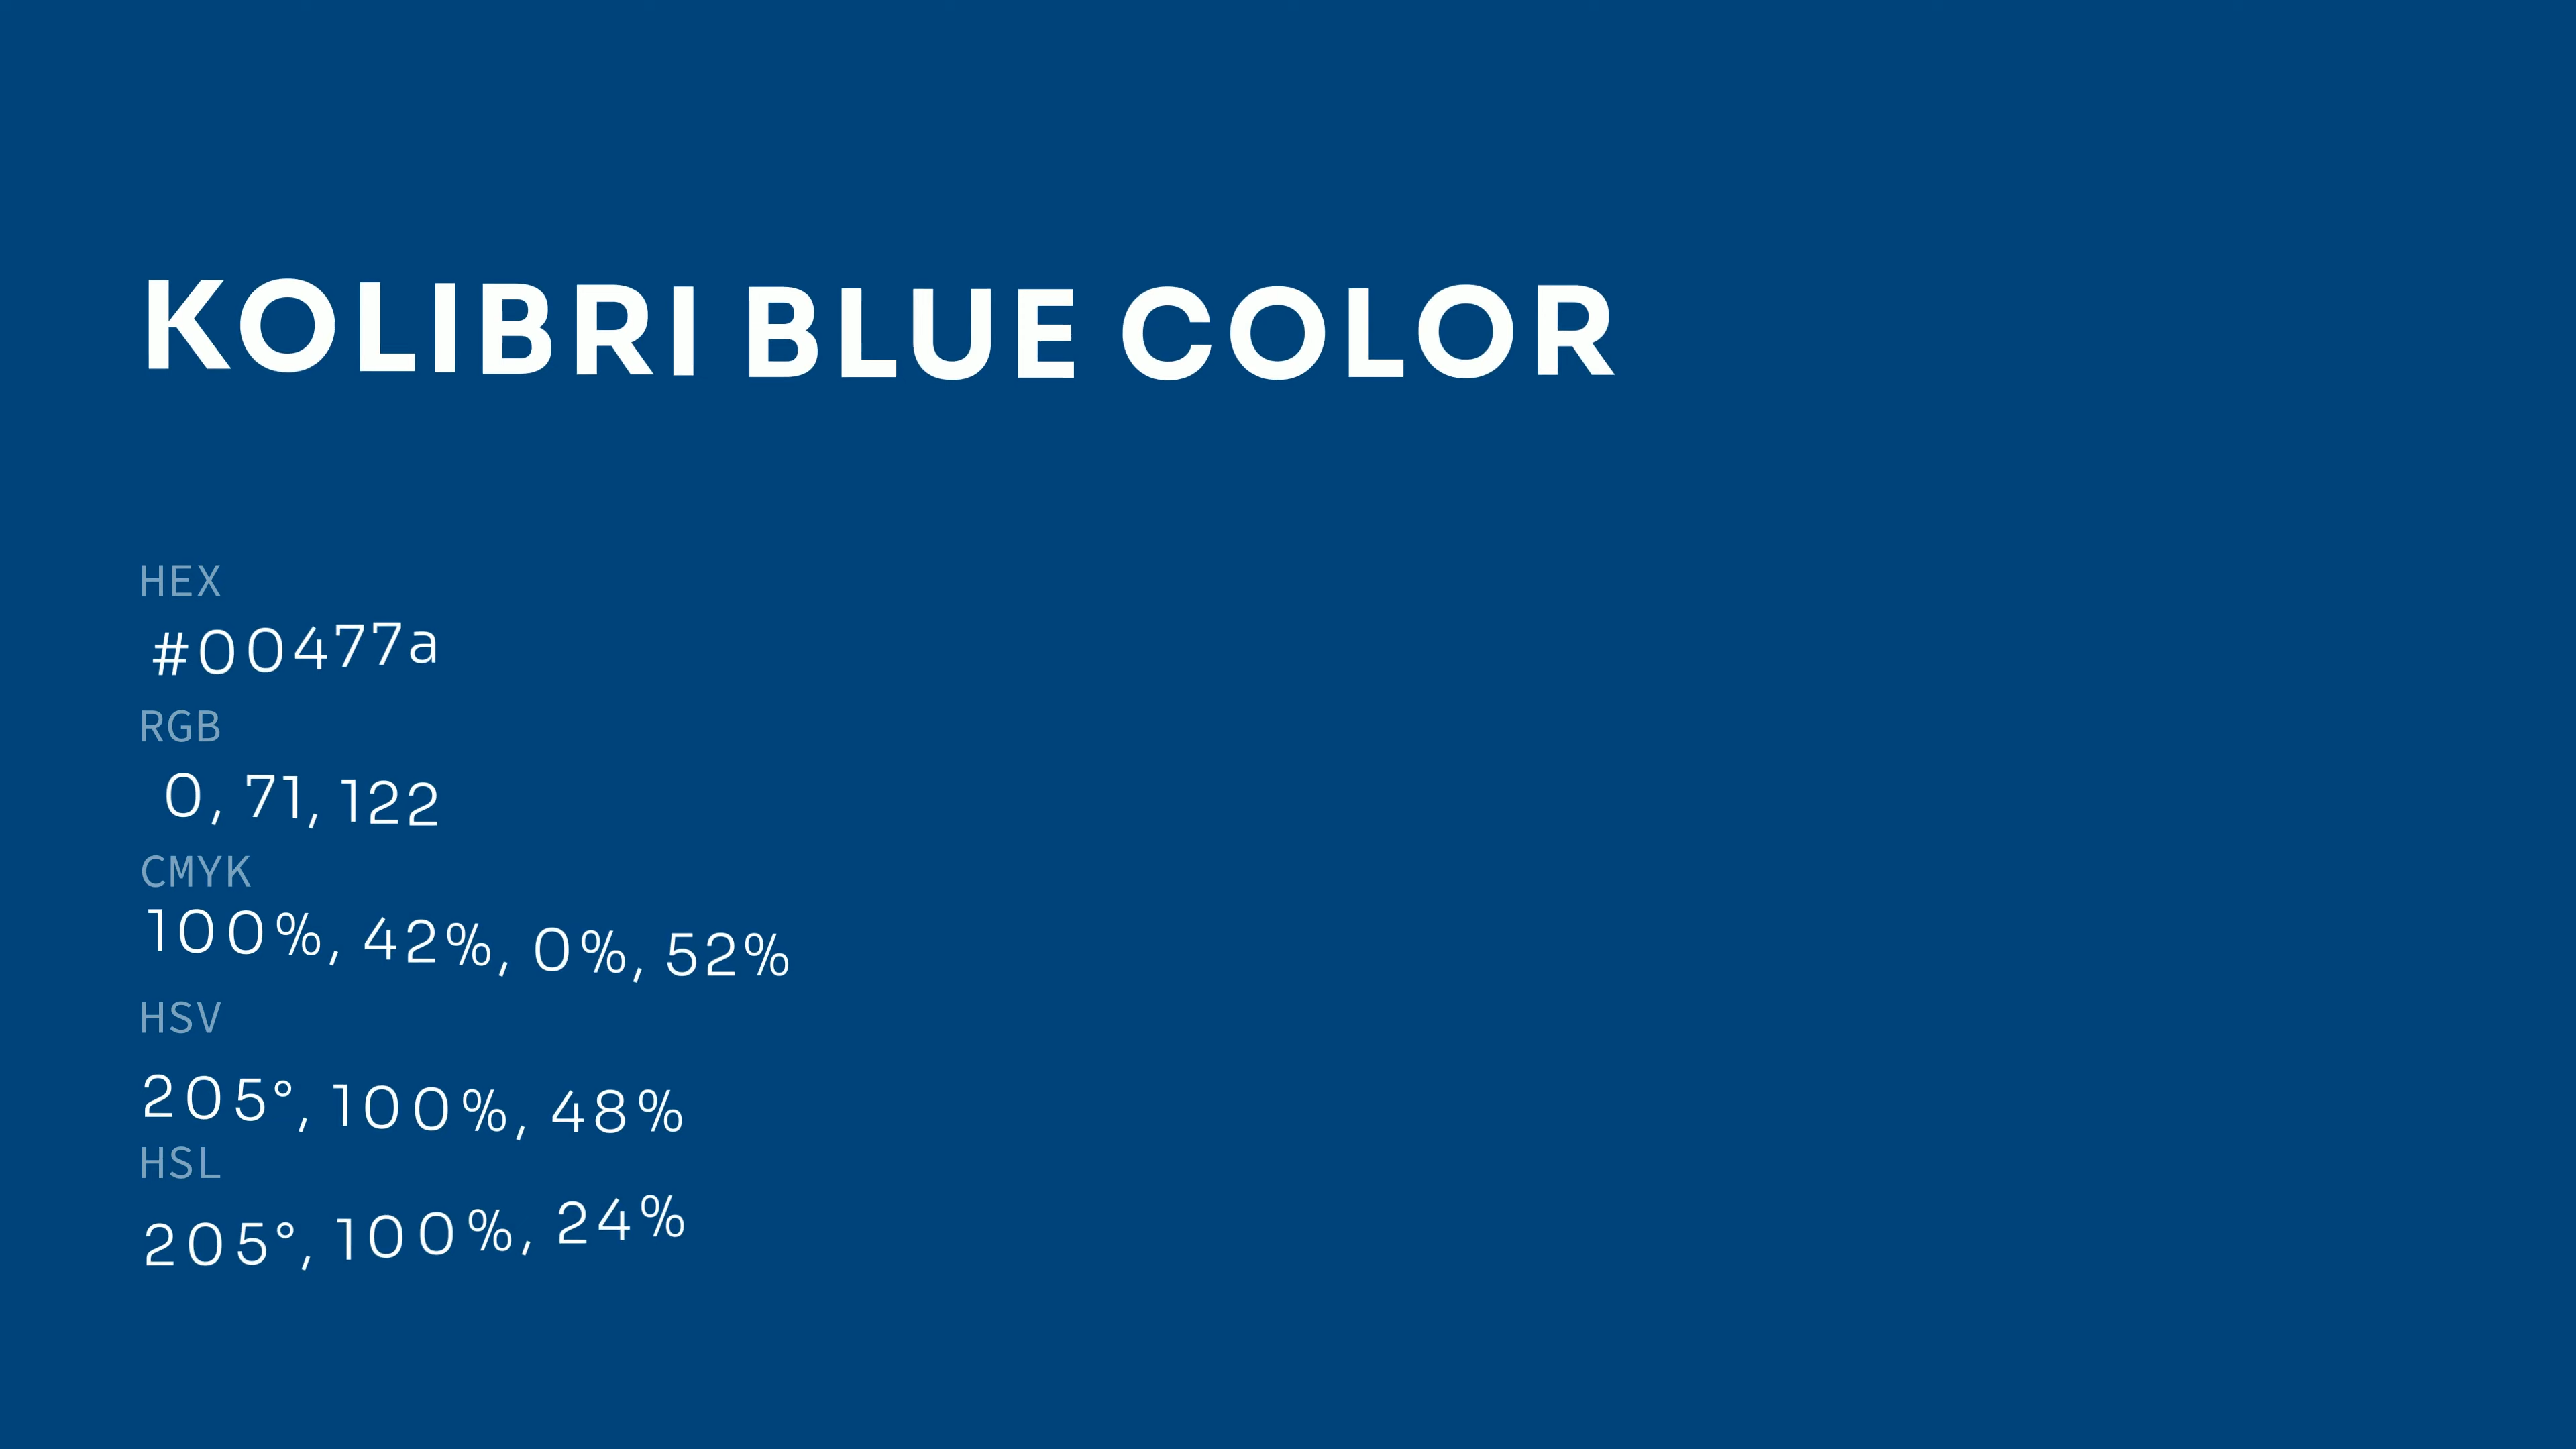 KOLIBRI BLUE COLOR
HEX
#00477a
RGB
0, 71, 122
CMYK
100%, 42%, 0%, 52%
HSV
205°, 100%, 48%
HSL
205°, 100%, 24%